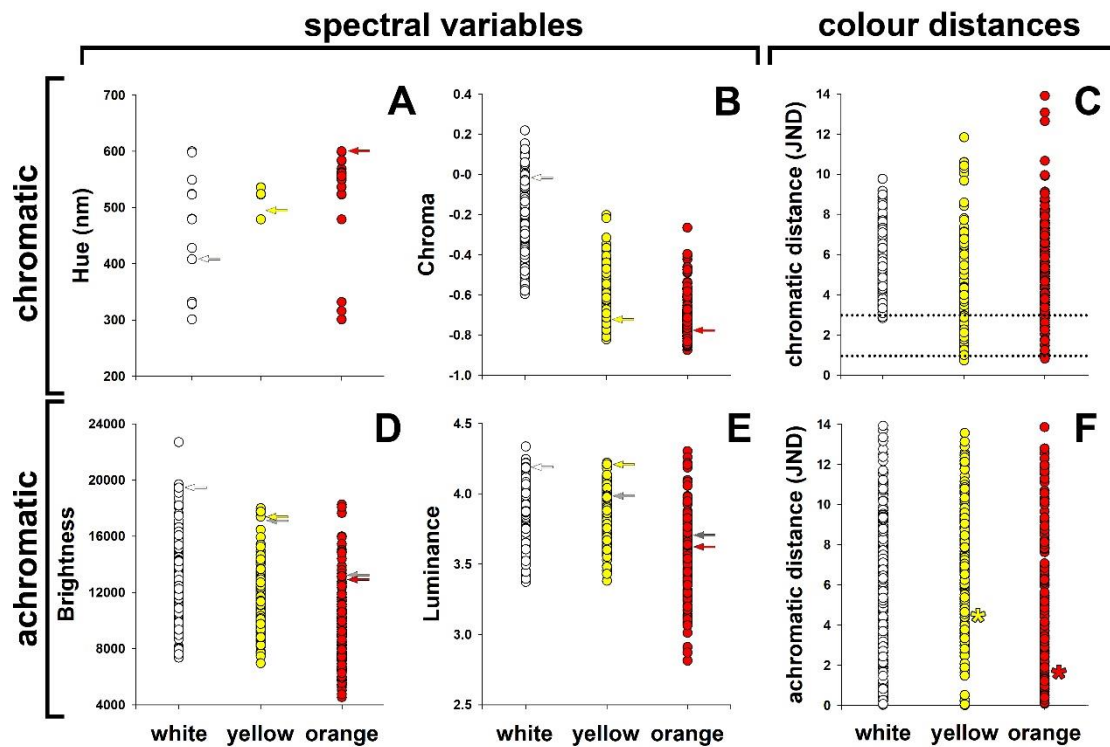 spectral variables
colour distances
chromatic
achromatic
A
Hue (nm)
700
600
500
400
300
200
B
Chroma
0.4
0.2
0.0
-0.2
-0.4
-0.6
-0.8
-1.0
C
chromatic distance (JND)
14
12
10
8
6
4
2
0
D
Brightness
24000
20000
16000
12000
8000
4000
white yellow orange
E
Luminance
4.5
4.0
3.5
3.0
2.5
white yellow orange
F
achromatic distance (JND)
14
12
10
8
6
4
2
0
*
*
white yellow orange